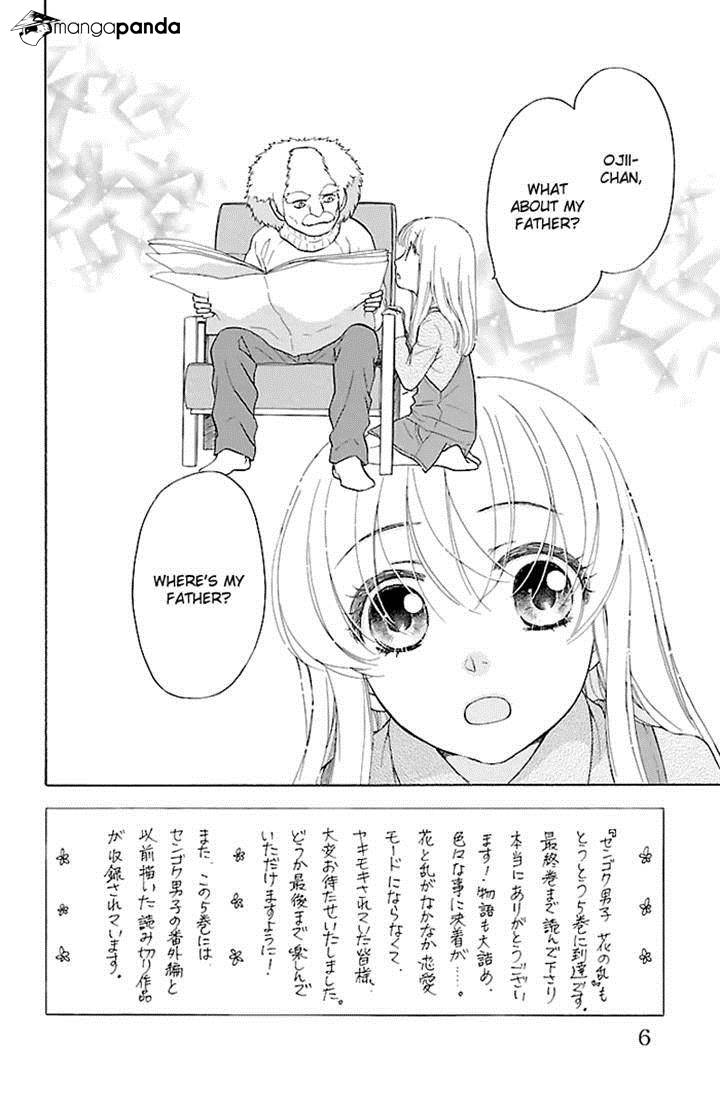 mangapanda
OJII-
CHAN,
WHAT
ABOUT MY
FATHER?
WHERE'S MY
FATHER?
『センゴク男子 花の乱』も
とうとう5巻に到達です。
最終巻まで読んで下さり
本当にありがとうござい
ます!物語も大詰め、
色々な事に決着が……。
花と乱がなかなか恋愛
モードにならなくて、
ヤキモキされていた皆様、
大変お待たせいたしました。
どうか最後まで楽しんで
いただけますように!
また、この5巻には
センゴク男子の番外編と
以前描いた読み切り作品
が収録されています。
6